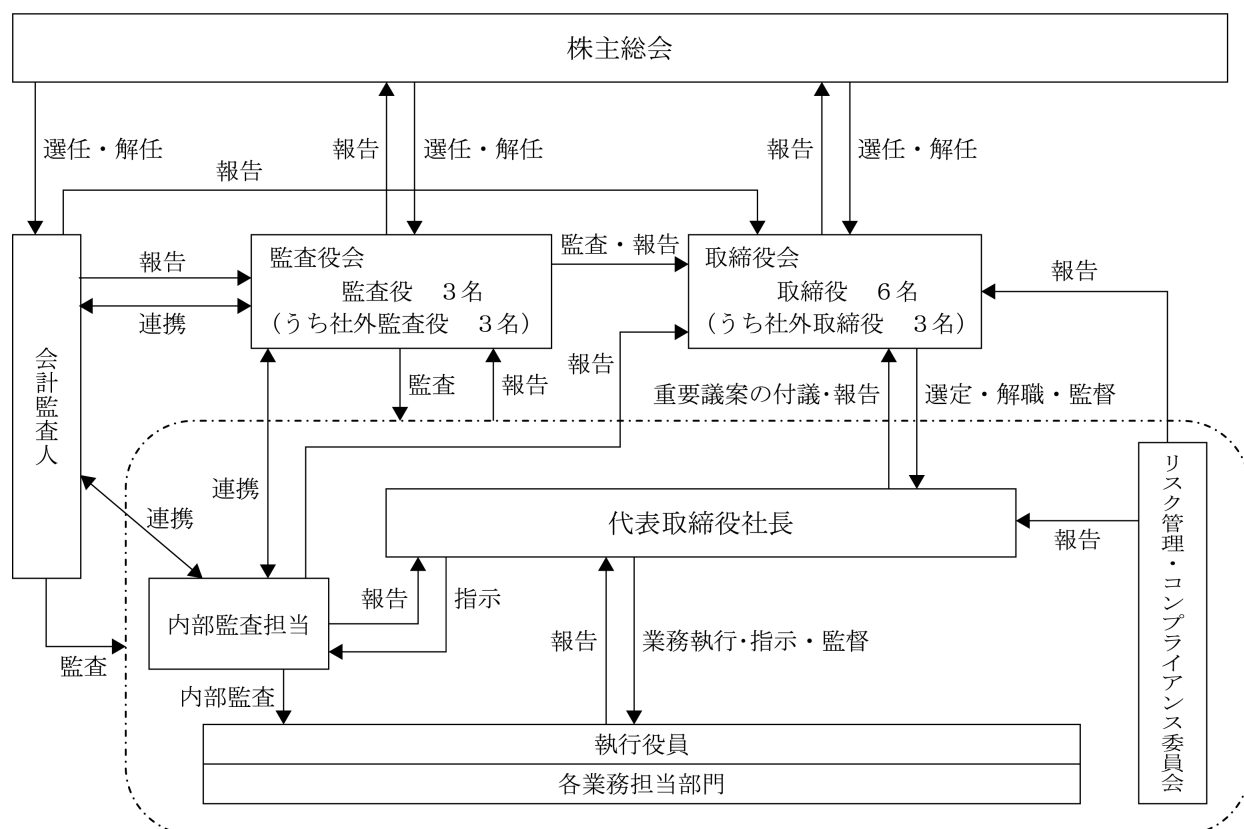 株主総会
選任・解任
報告
選任・解任
報告
選任・解任
報告
会計監査人
報告
連携
監査役会
監査役　３名
（うち社外監査役　３名）
監査・報告
取締役会
取締役　６名
（うち社外取締役　３名）
報告
監査
報告
報告
重要議案の付議・報告
選定・解職・監督
連携
連携
代表取締役社長
報告
リスク管理・コンプライアンス委員会
内部監査担当
報告
指示
報告
業務執行・指示・監督
監査
内部監査
執行役員
各業務担当部門